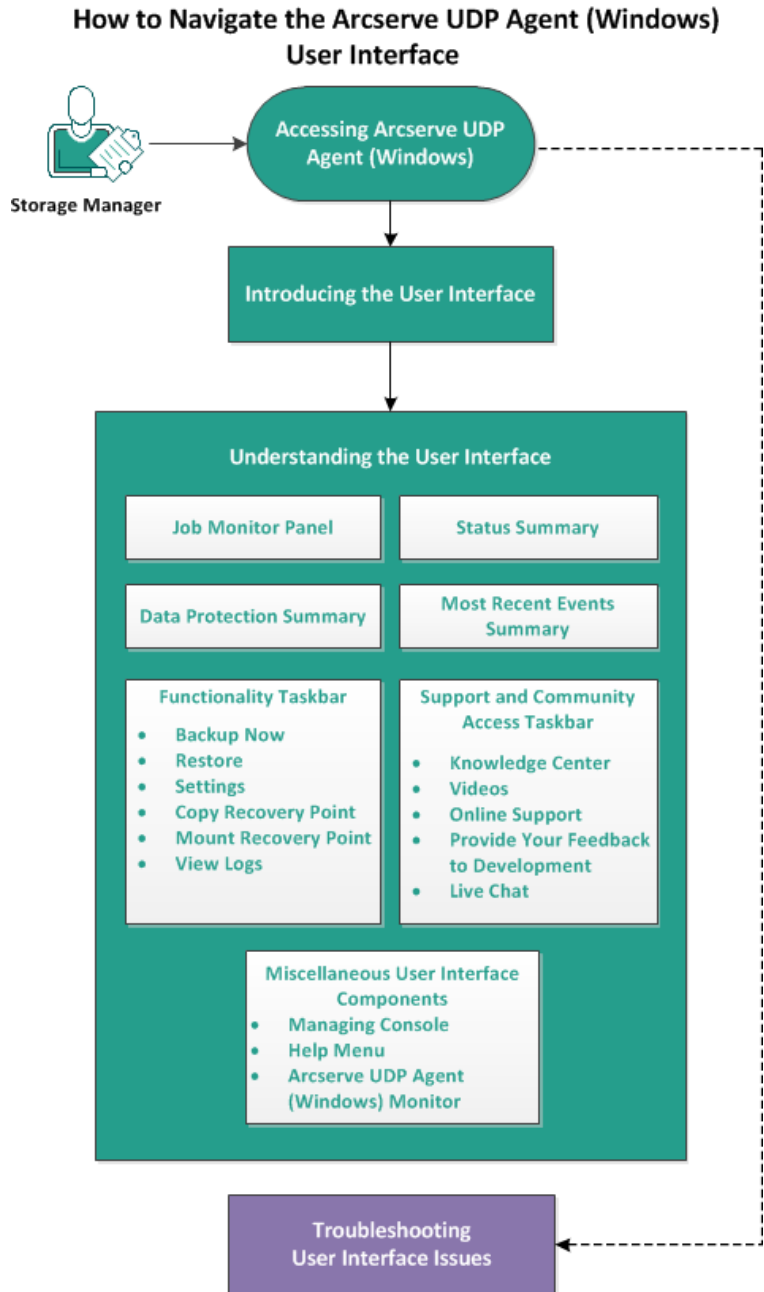 How to Navigate the Arcserve UDP Agent (Windows)
User Interface
Storage Manager
Accessing Arcserve UDP
Agent (Windows)
Introducing the User Interface
Understanding the User Interface
Job Monitor Panel
Status Summary
Data Protection Summary
Most Recent Events
Summary
Functionality Taskbar
• Backup Now
• Restore
• Settings
• Copy Recovery Point
• Mount Recovery Point
• View Logs
Support and Community
Access Taskbar
• Knowledge Center
• Videos
• Online Support
• Provide Your Feedback
to Development
• Live Chat
Miscellaneous User Interface
Components
• Managing Console
• Help Menu
• Arcserve UDP Agent
(Windows) Monitor
Troubleshooting
User Interface Issues